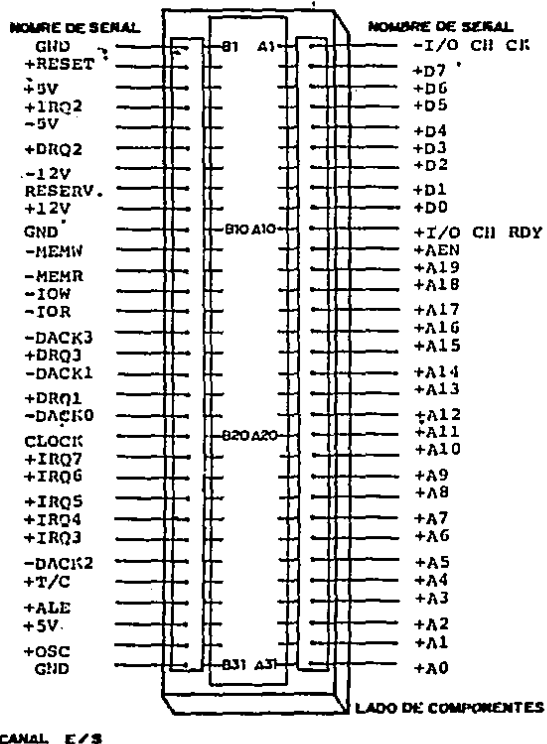 NOMRE DE SEÑAL
GND
+RESET
+5V
+IRQ2
-5V
+DRQ2
-12V
RESERV.
+12V
GND
-MEMW
-MEMR
-IOW
-IOR
-DACK3
+DRQ3
-DACK1
+DRQ1
-DACK0
CLOCK
+IRQ7
+IRQ6
+IRQ5
+IRQ4
+IRQ3
-DACK2
+T/C
+ALE
+5V
+OSC
GND
B1 A1
B10 A10
B20 A20
B31 A31
NOMBRE DE SEÑAL
-I/O CH CK
+D7
+D6
+D5
+D4
+D3
+D2
+D1
+D0
+I/O CH RDY
+AEN
+A19
+A18
+A17
+A16
+A15
+A14
+A13
+A12
+A11
+A10
+A9
+A8
+A7
+A6
+A5
+A4
+A3
+A2
+A1
+A0
LADO DE COMPONENTES
CANAL E/S